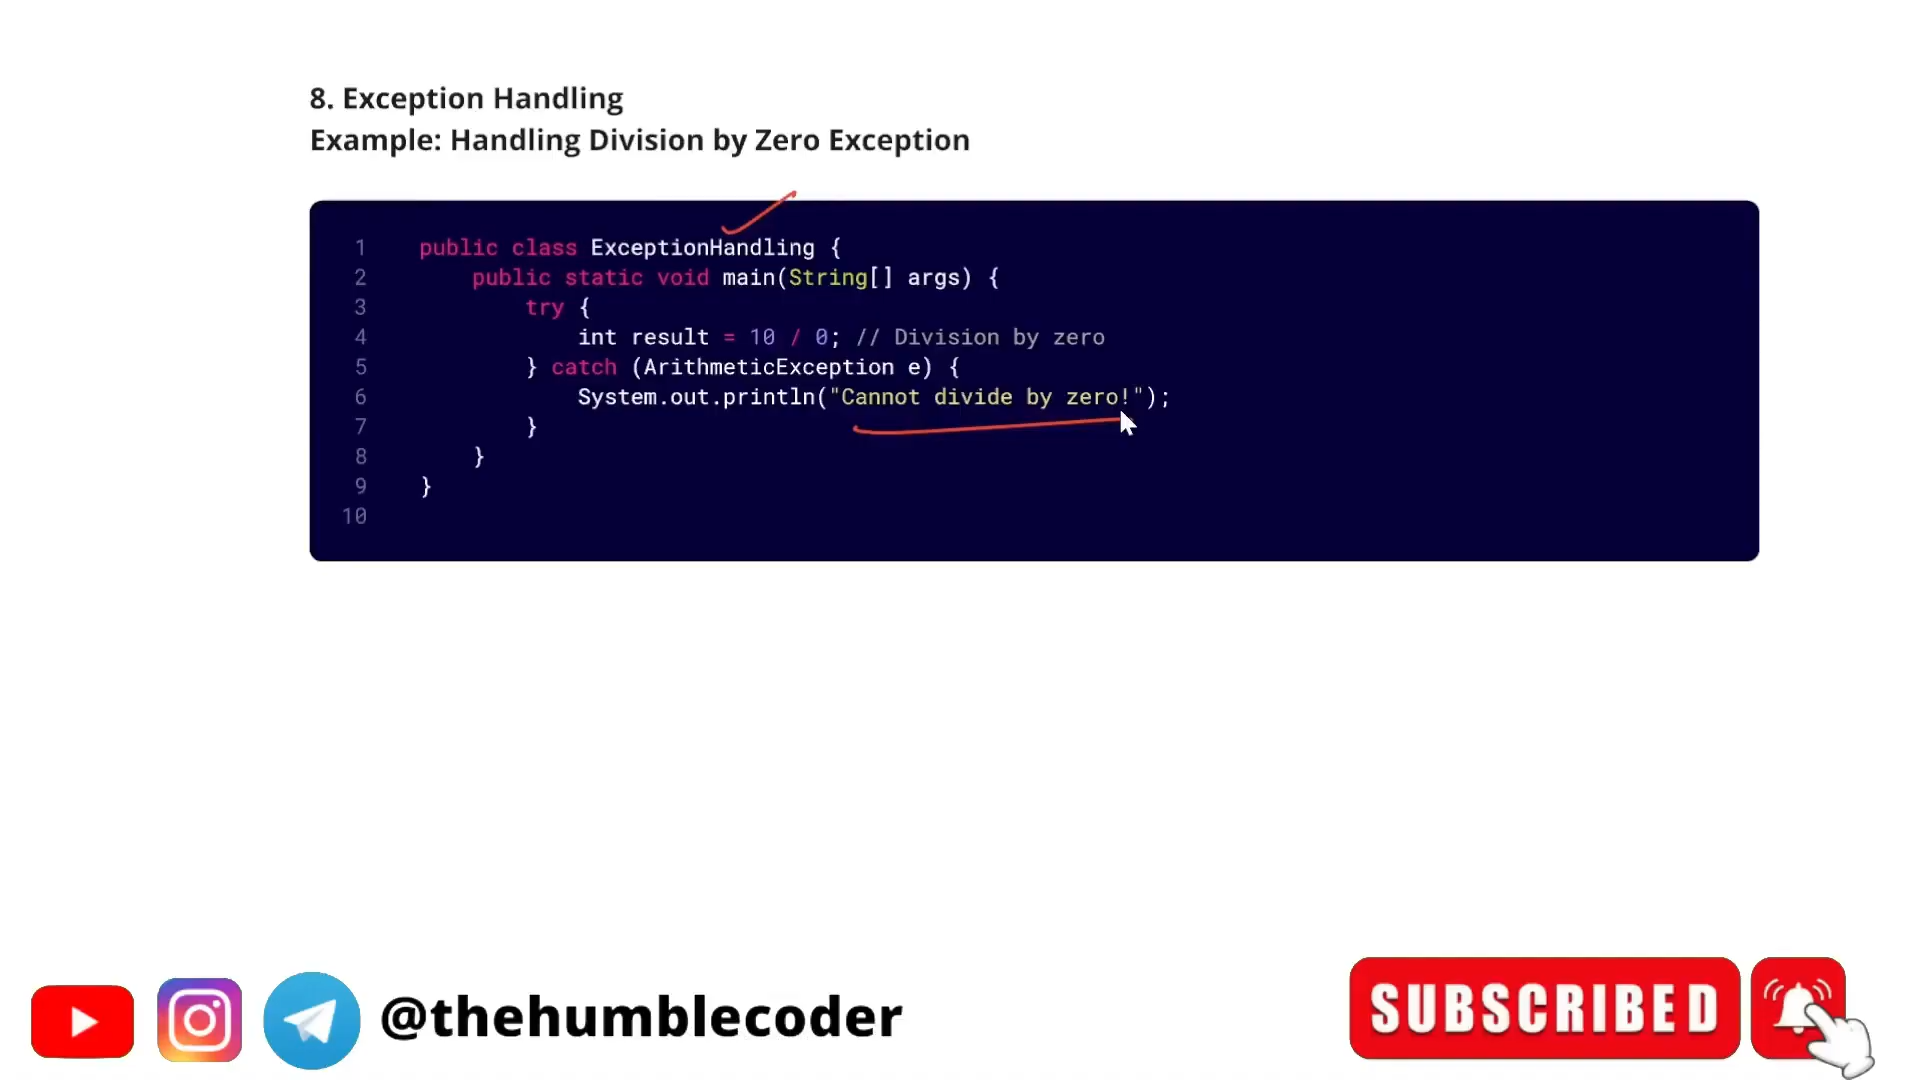 8. Exception Handling
Example: Handling Division by Zero Exception
1 public class ExceptionHandling {
2 public static void main(String[] args) {
3 try {
4 int result = 10 / 0; // Division by zero
5 } catch (ArithmeticException e) {
6 System.out.println("Cannot divide by zero!");
7 }
8 }
9 }
10
@thehumblecoder
SUBSCRIBED